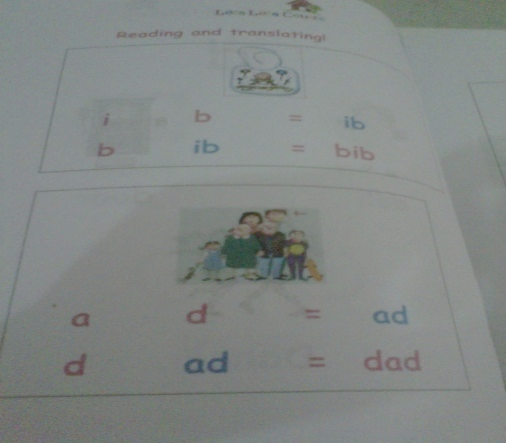 Reading and translating!
i b = ib
b ib = bib
a d = ad
d ad = dad